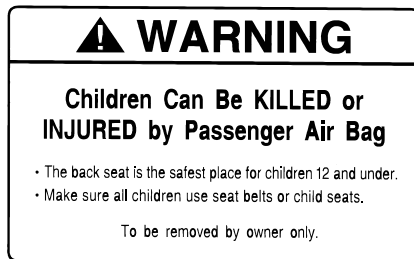 WARNING
Children Can Be KILLED or
INJURED by Passenger Air Bag
• The back seat is the safest place for children 12 and under.
• Make sure all children use seat belts or child seats.
To be removed by owner only.